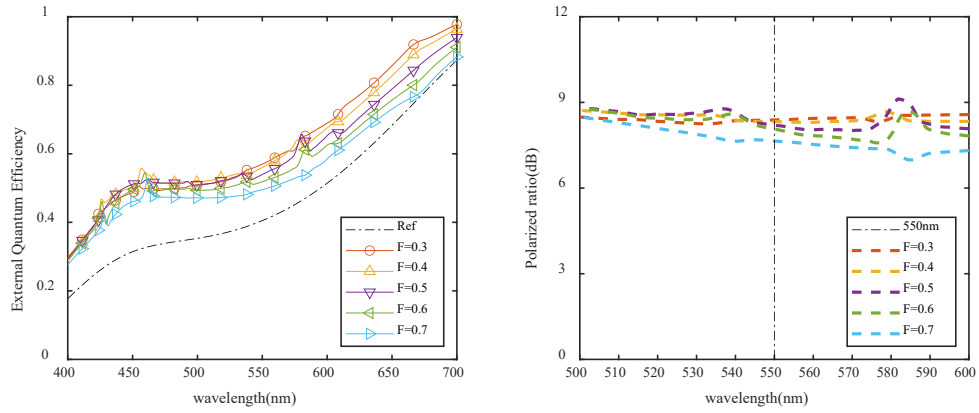 1
0.8
0.6
0.4
0.2
0
External Quantum Efficiency
400
450
500
550
600
650
700
wavelength(nm)
Ref
F=0.3
F=0.4
F=0.5
F=0.6
F=0.7
12
9
6
3
0
Polarized ratio(dB)
500
510
520
530
540
550
560
570
580
590
600
wavelength(nm)
550nm
F=0.3
F=0.4
F=0.5
F=0.6
F=0.7